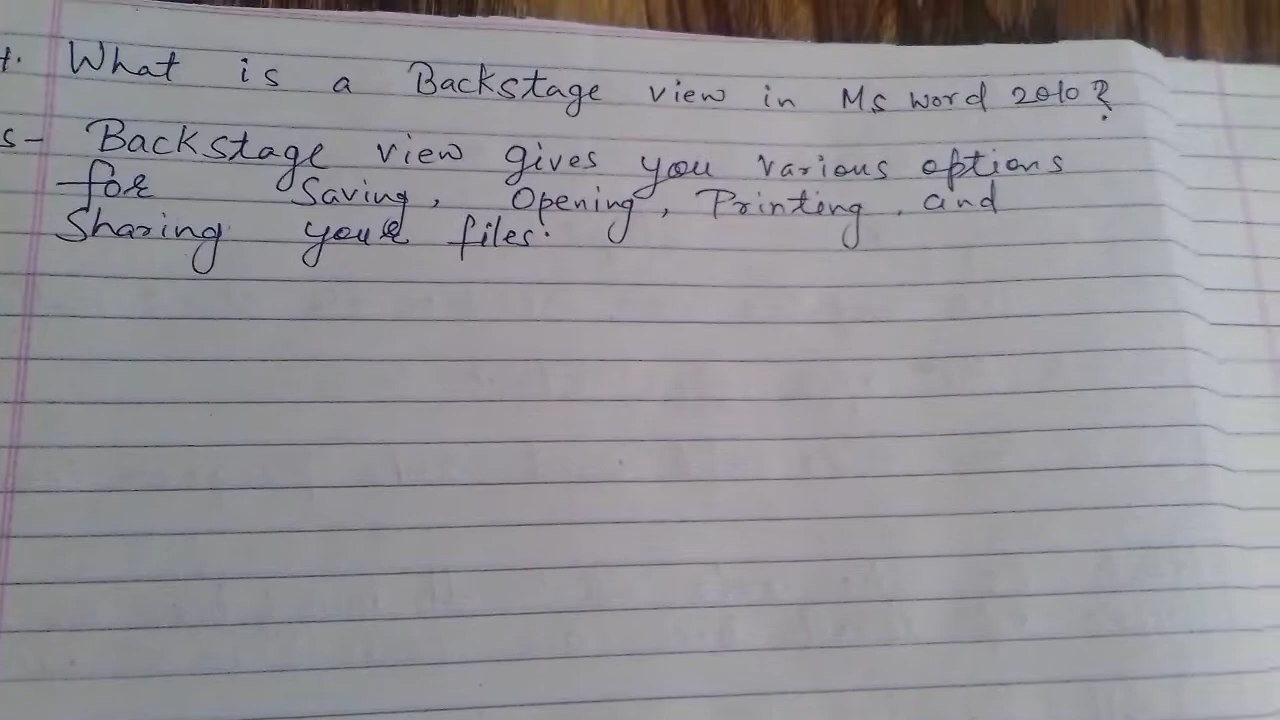 What is a Backstage view in Ms word 2010?
s- Backstage view gives you various options
for Saving, Opening, Printing, and
Sharing your files.